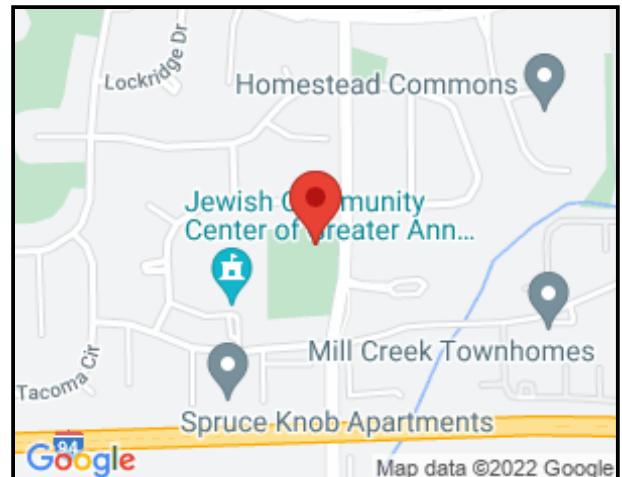 Lockridge Dr
Homestead Commons
Jewish Community
Center of Greater Ann...
Mill Creek Townhomes
Tacoma Cir
Spruce Knob Apartments
94
Google
Map data ©2022 Google